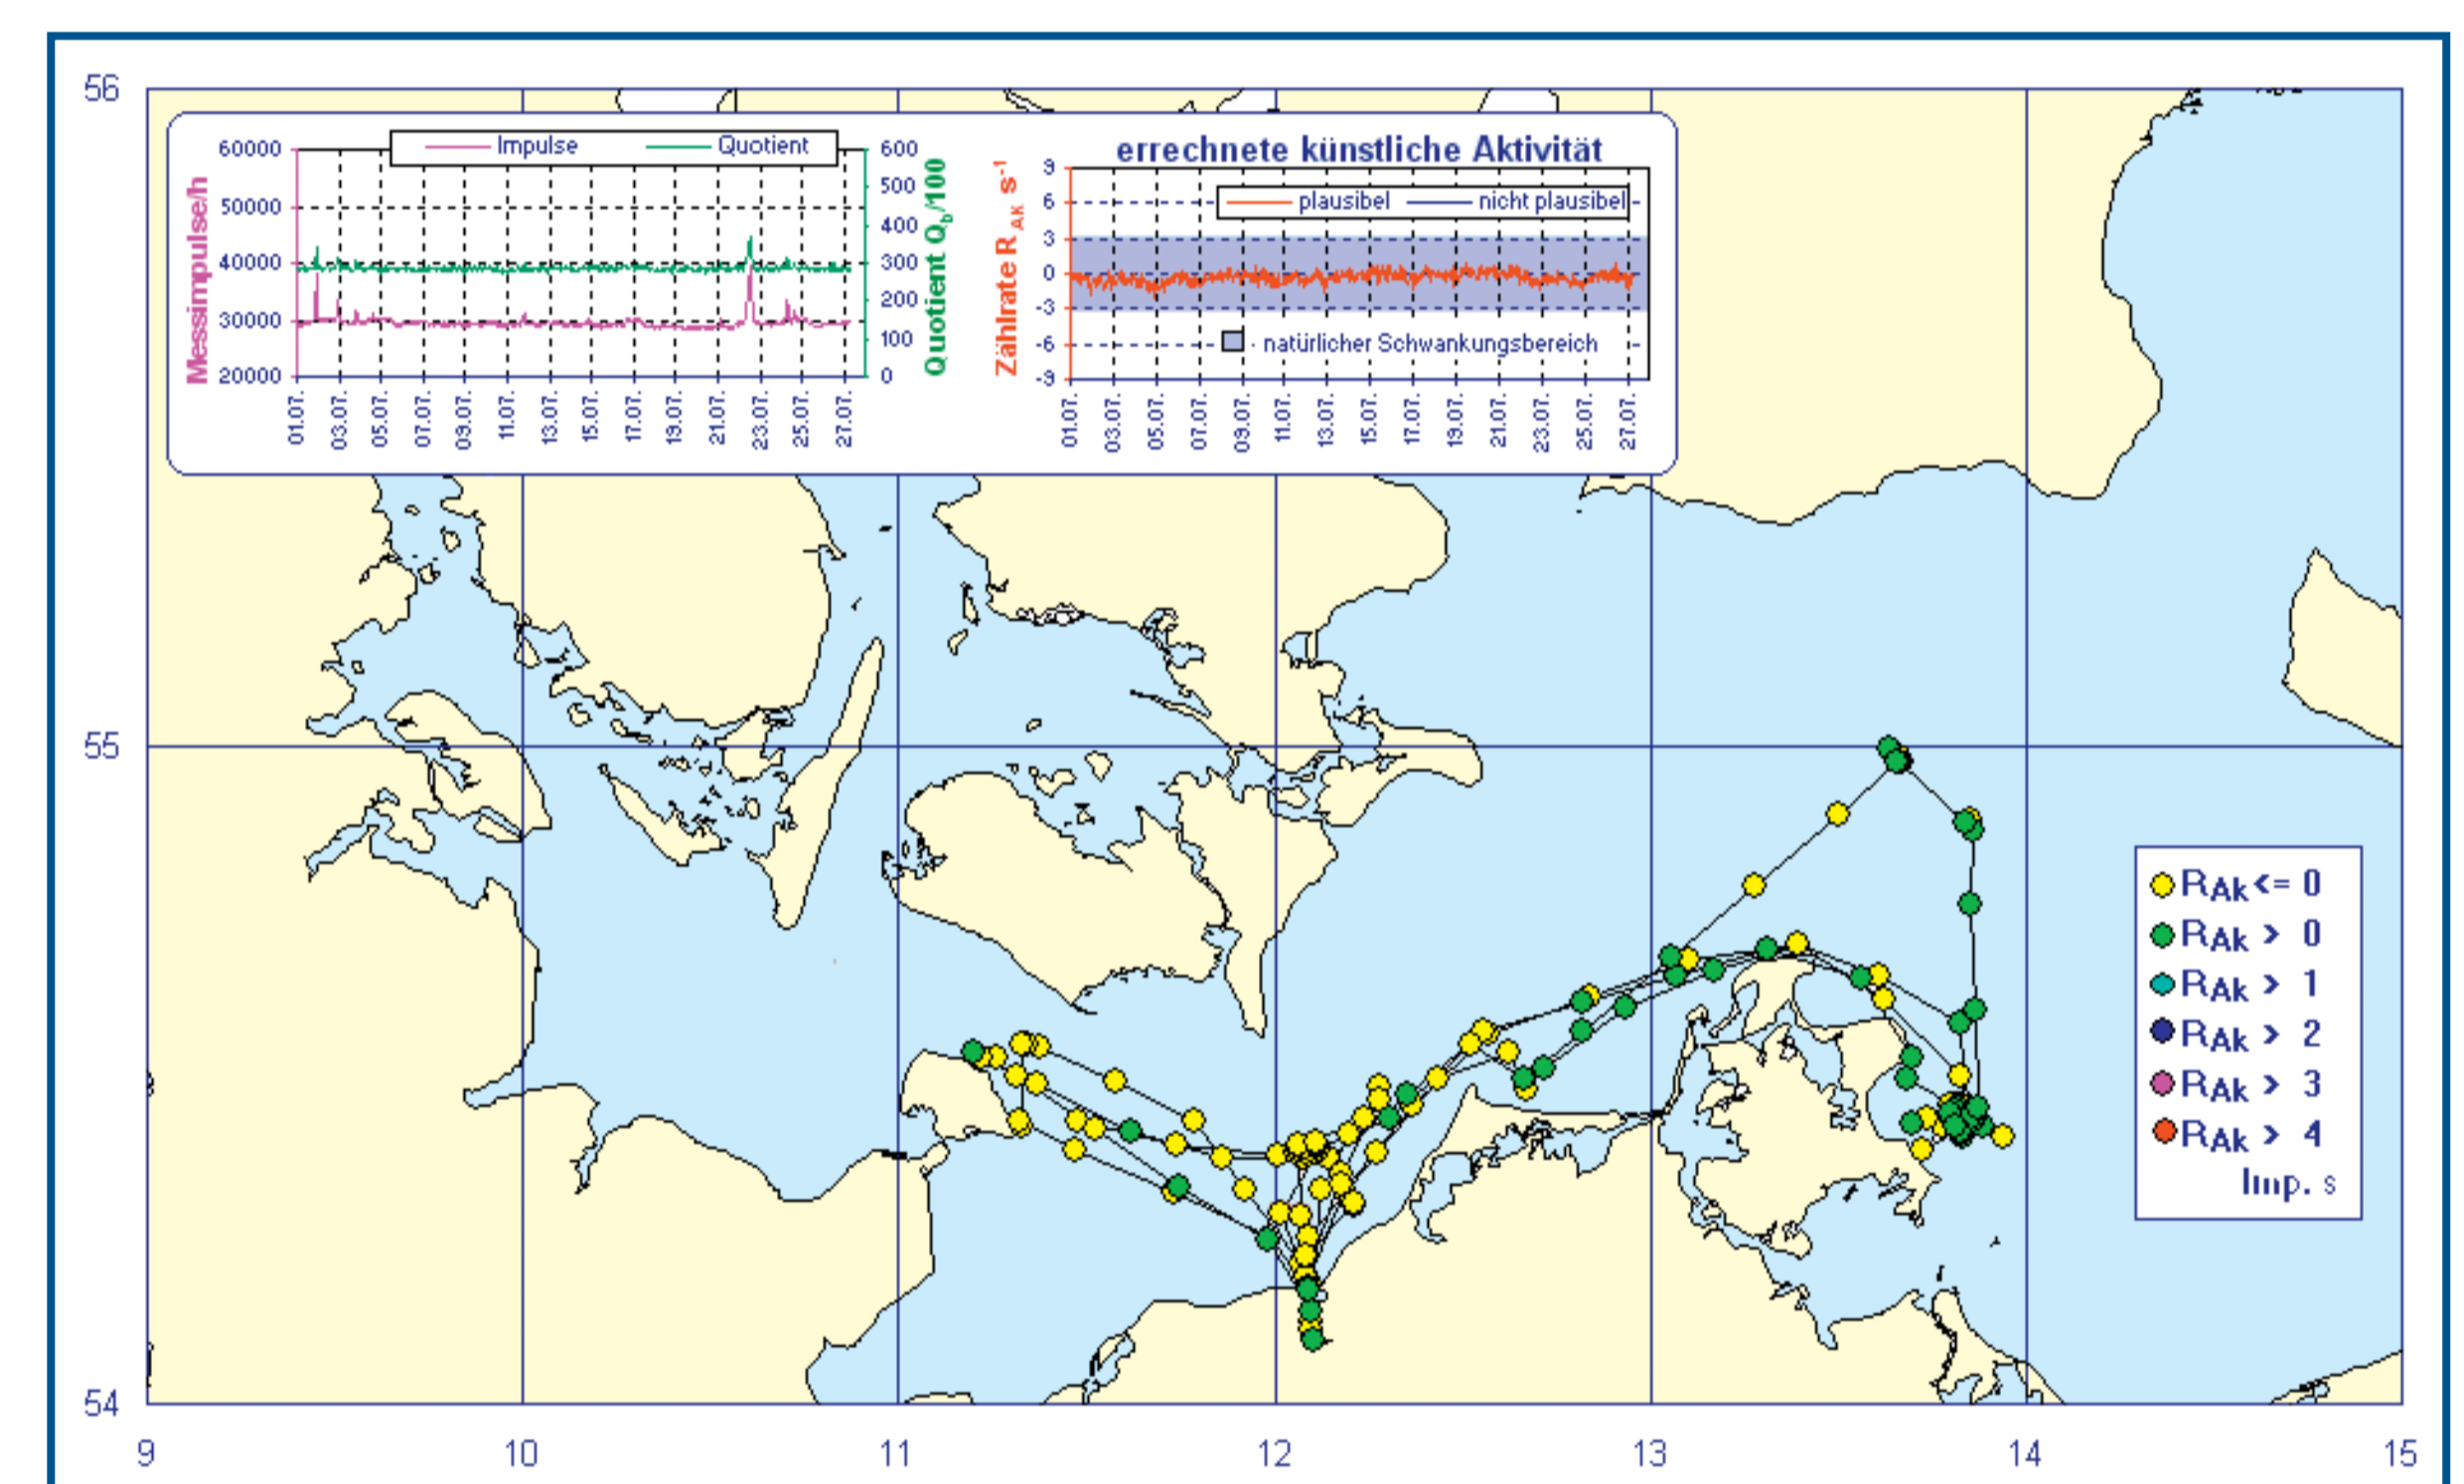 56
55
54
9 10 11 12 13 14 15
Impulse Quotient
Messimpulse/h
60000
50000
40000
30000
20000
600
500
400
300
200
100
0
Quotient Qb/100
01.07. 03.07. 05.07. 07.07. 09.07. 11.07. 13.07. 15.07. 17.07. 19.07. 21.07. 23.07. 25.07. 27.07.
errechnete künstliche Aktivität
Zählrate R AK s-1
9
6
3
0
-3
-6
-9
plausibel nicht plausibel
natürlicher Schwankungsbereich
01.07. 03.07. 05.07. 07.07. 09.07. 11.07. 13.07. 15.07. 17.07. 19.07. 21.07. 23.07. 25.07. 27.07.
RAk <= 0
RAk > 0
RAk > 1
RAk > 2
RAk > 3
RAk > 4
Imp. s